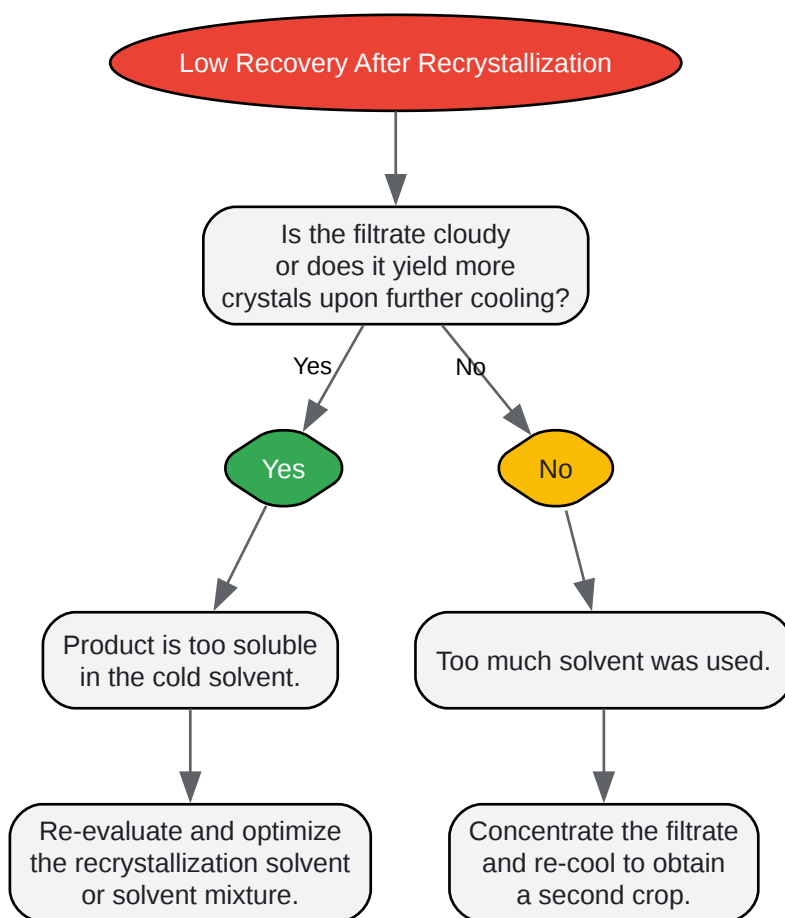 Low Recovery After Recrystallization
Is the filtrate cloudy
or does it yield more
crystals upon further cooling?
Yes
No
Yes
No
Product is too soluble
in the cold solvent.
Too much solvent was used.
Re-evaluate and optimize
the recrystallization solvent
or solvent mixture.
Concentrate the filtrate
and re-cool to obtain
a second crop.